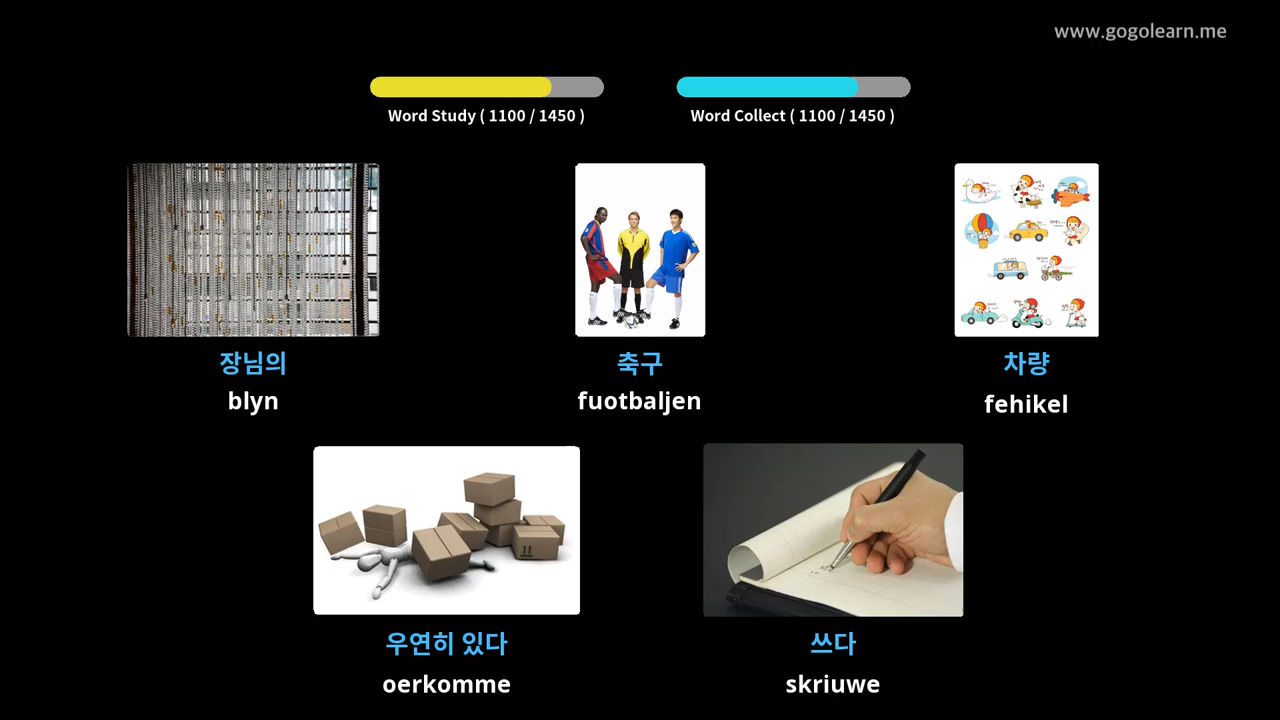 www.gogolearn.me
Word Study ( 1100 / 1450 )
Word Collect ( 1100 / 1450 )
장님의
blyn
축구
fuotbaljen
차량
fehikel
우연히 있다
oerkomme
쓰다
skriuwe